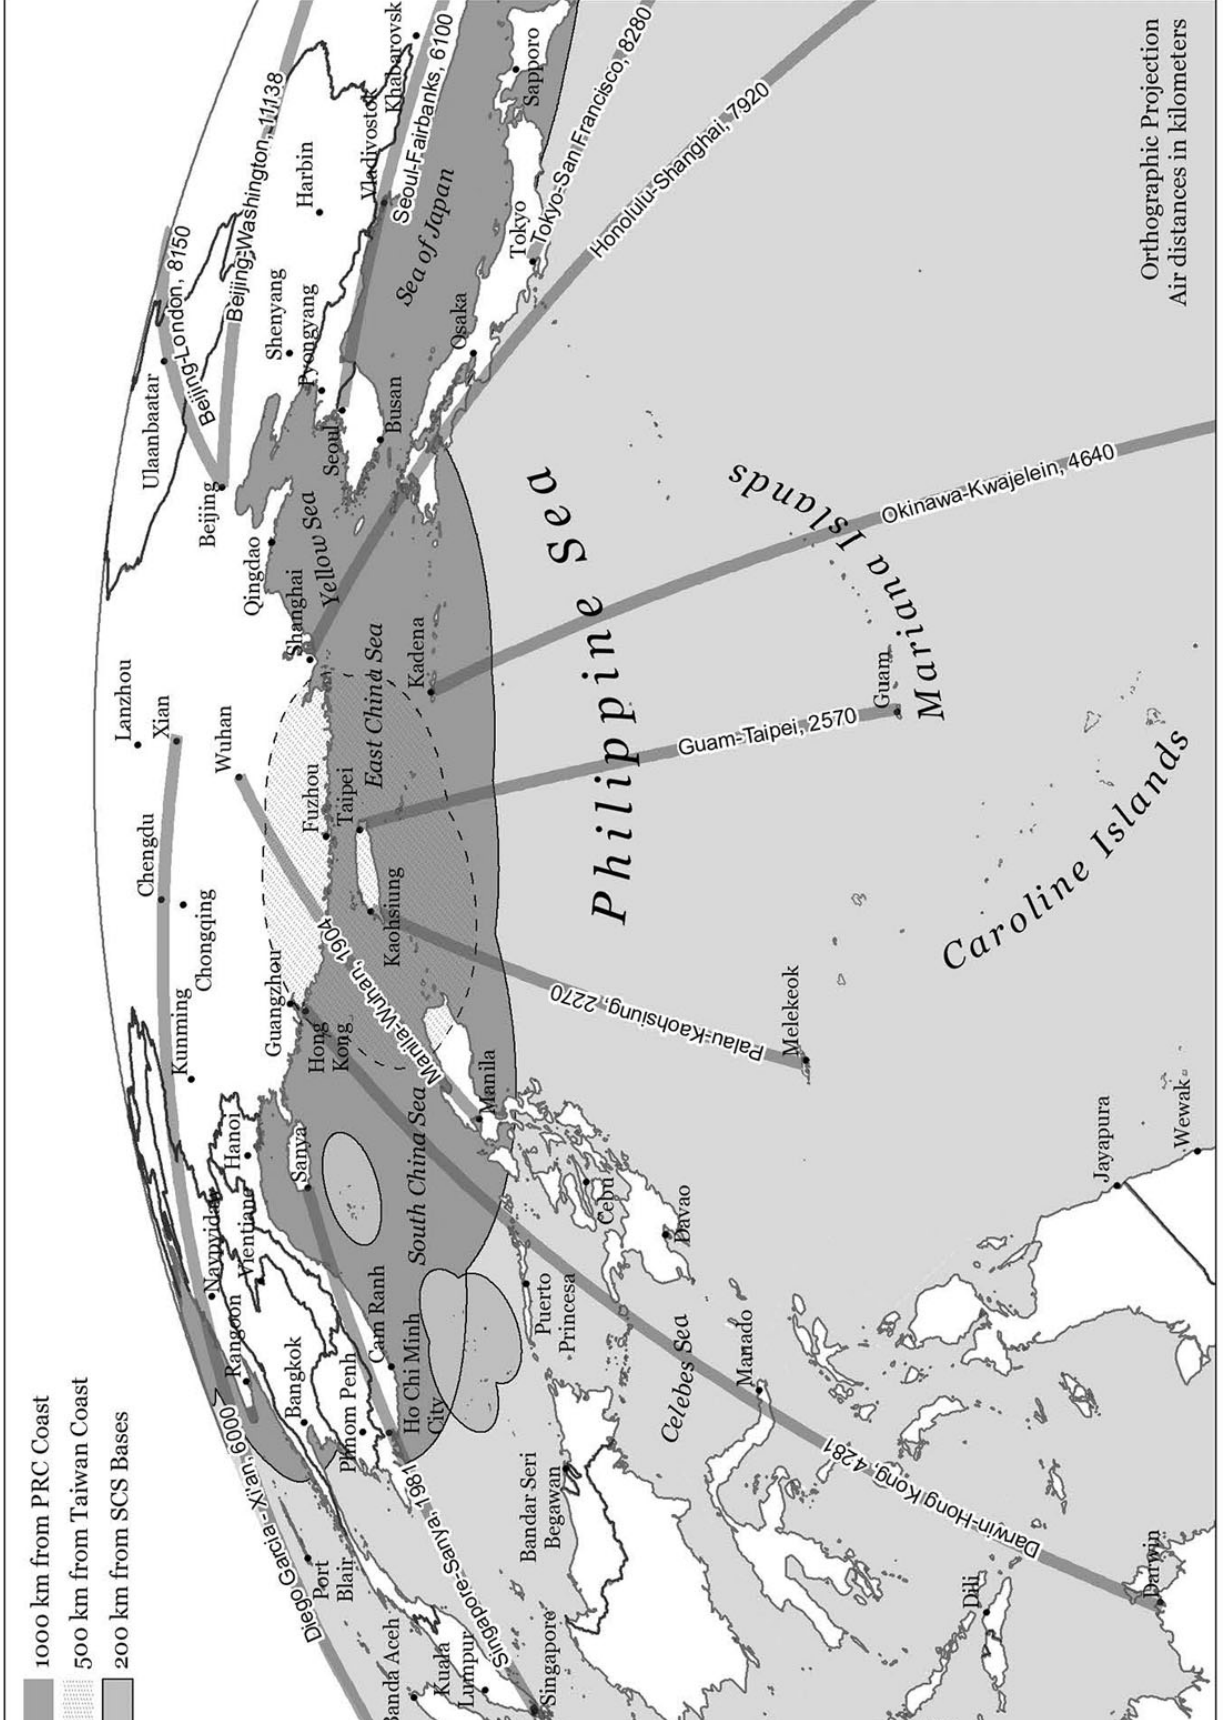 1000 km from PRC Coast
500 km from Taiwan Coast
200 km from SCS Bases
Ulaanbaatar
Beijing-London, 8150
Beijing-Washington, 11138
Beijing
Harbin
Shenyang
Pyongyang
Seoul
Busan
Vladivostok
Khabarovsk
Seoul-Fairbanks, 6100
Sea of Japan
Sapporo
Tokyo
Tokyo-San Francisco, 8280
Osaka
Honolulu-Shanghai, 7920
Lanzhou
Xian
Wuhan
Qingdao
Yellow Sea
Shanghai
East China Sea
Kadena
Chengdu
Chongqing
Kunming
Fuzhou
Taipei
Kaohsiung
Guangzhou
Hong
Kong
Manila-Wuhan, 1904
Manila
Hanoi
Sanya
South China Sea
Naypyidaw
Vientiane
Rangoon
Bangkok
Phnom Penh
Cam Ranh
Ho Chi Minh
City
Diego Garcia - Xi'an, 6000
Port
Blair
Banda Aceh
Kuala
Lumpur
Singapore-Sanya, 1981
Singapore
Bandar Seri
Begawan
Puerto
Princesa
Cebu
Davao
Celebes Sea
Manado
Darwin-Hong Kong, 4281
Dili
Darwin
Philippine Sea
Okinawa-Kwajelein, 4640
Guam-Taipei, 2570
Guam
Mariana Islands
Palau-Kaohsiung, 2270
Melekeok
Caroline Islands
Jayapura
Wewak
Orthographic Projection
Air distances in kilometers